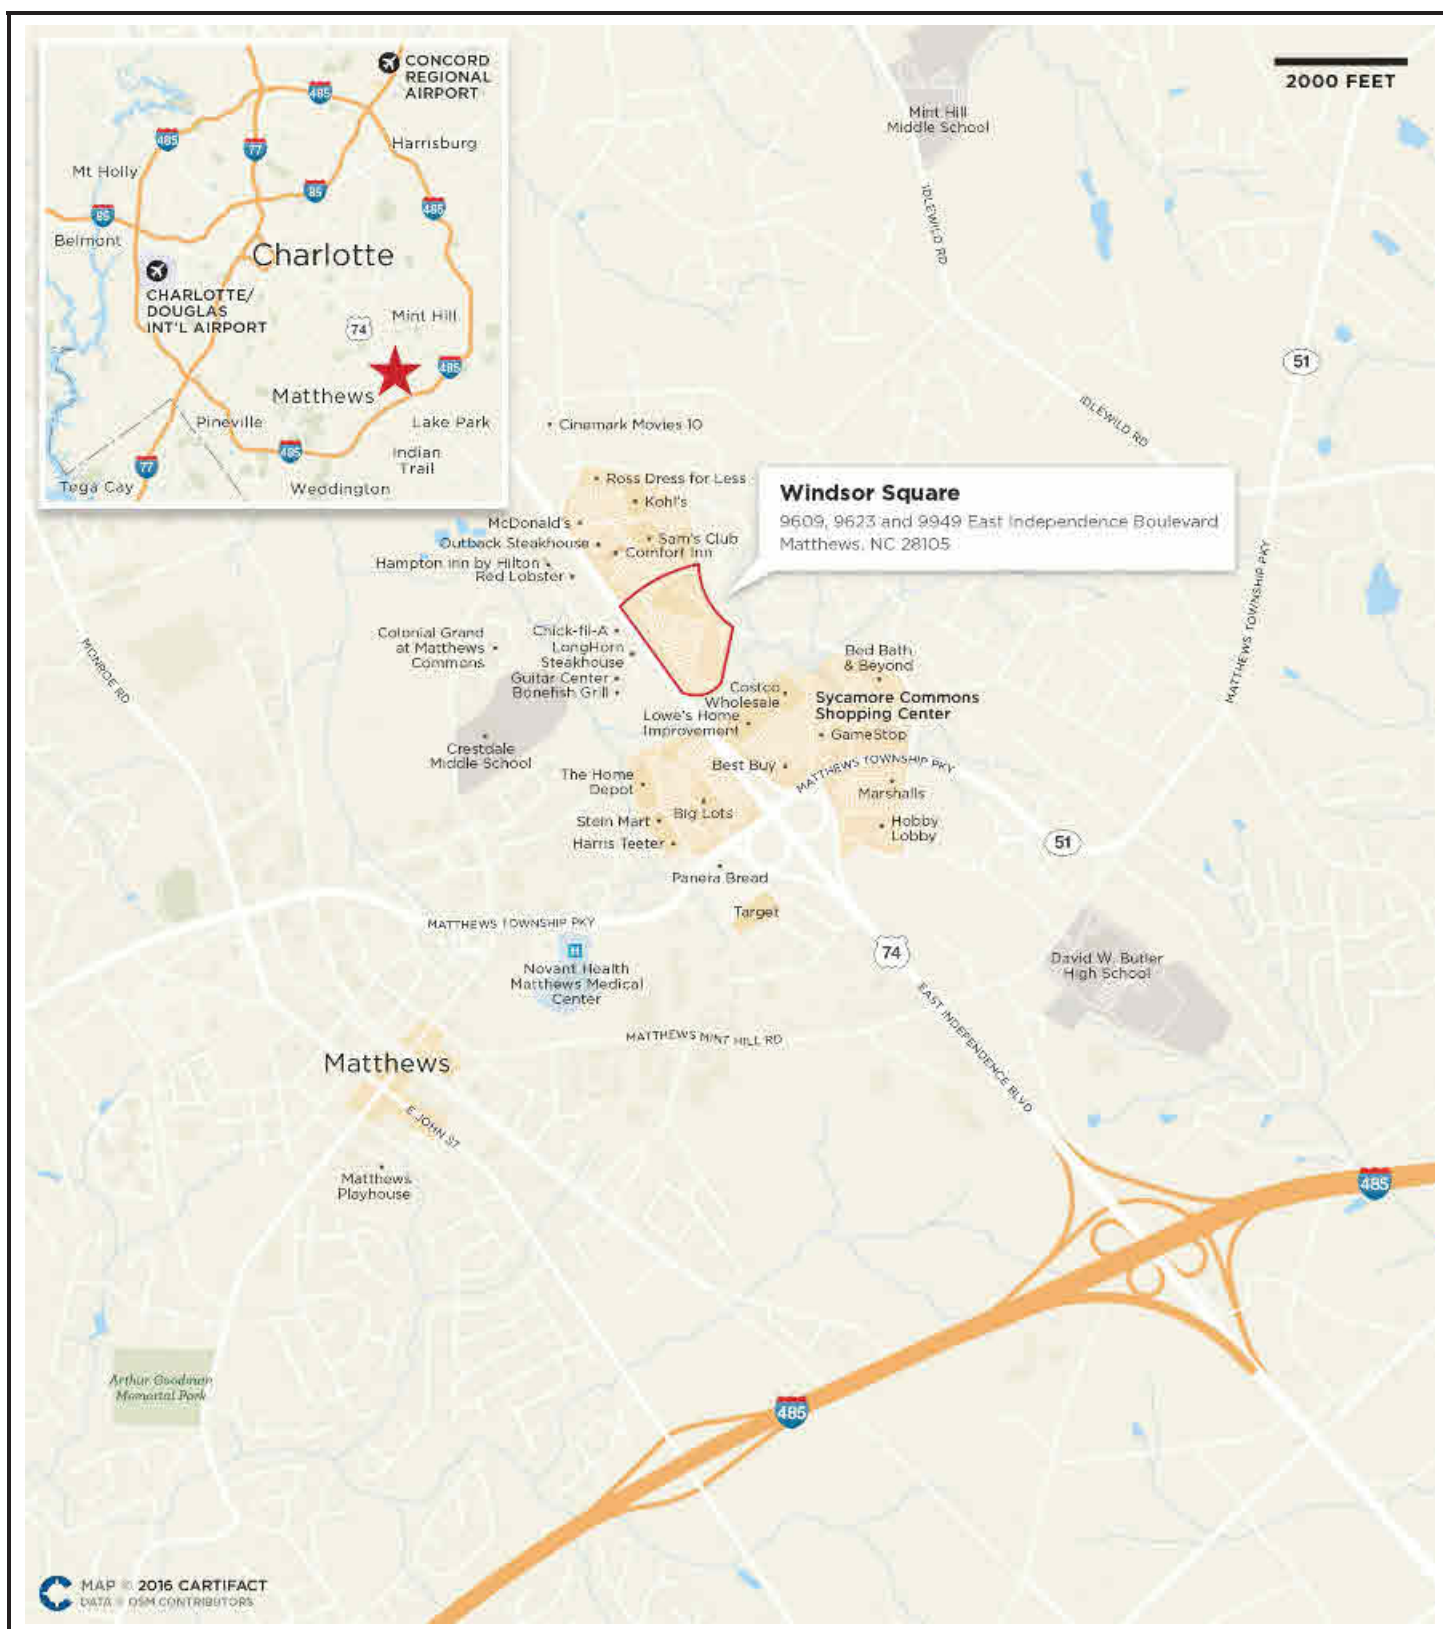 CONCORD
REGIONAL
AIRPORT
485
Harrisburg
485
77
Mt Holly
85
485
85
Belmont
Charlotte
CHARLOTTE/
DOUGLAS
INT'L AIRPORT
Mint Hill
74
485
Matthews
Pineville
Lake Park
485
Indian
Trail
77
Tega Cay
Weddington
2000 FEET
Mint Hill
Middle School
IDLEWILD RD
51
IDLEWILD RD
Cinemark Movies 10
Ross Dress for Less
Kohl's
McDonald's
Sam's Club
Outback Steakhouse
Comfort Inn
Hampton Inn by Hilton
Red Lobster
Windsor Square
9609, 9623 and 9949 East Independence Boulevard
Matthews, NC 28105
MATTHEWS TOWNSHIP PKY
MONROE RD
Colonial Grand
at Matthews
Commons
Chick-fil-A
LongHorn
Steakhouse
Guitar Center
Bonefish Grill
Bed Bath
& Beyond
Costco
Wholesale
Sycamore Commons
Shopping Center
Lowe's Home
Improvement
GameStop
Crestdale
Middle School
Best Buy
MATTHEWS TOWNSHIP PKY
The Home
Depot
Marshalls
Big Lots
Stein Mart
Hobby
Lobby
Harris Teeter
51
Panera Bread
Target
MATTHEWS TOWNSHIP PKY
74
Novant Health
Matthews Medical
Center
H
David W. Butler
High School
EAST INDEPENDENCE BLVD
MATTHEWS MINT HILL RD
Matthews
E JOHN ST
Matthews
Playhouse
485
Arthur Goodman
Memorial Park
485
MAP © 2016 CARTIFACT
DATA © OSM CONTRIBUTORS